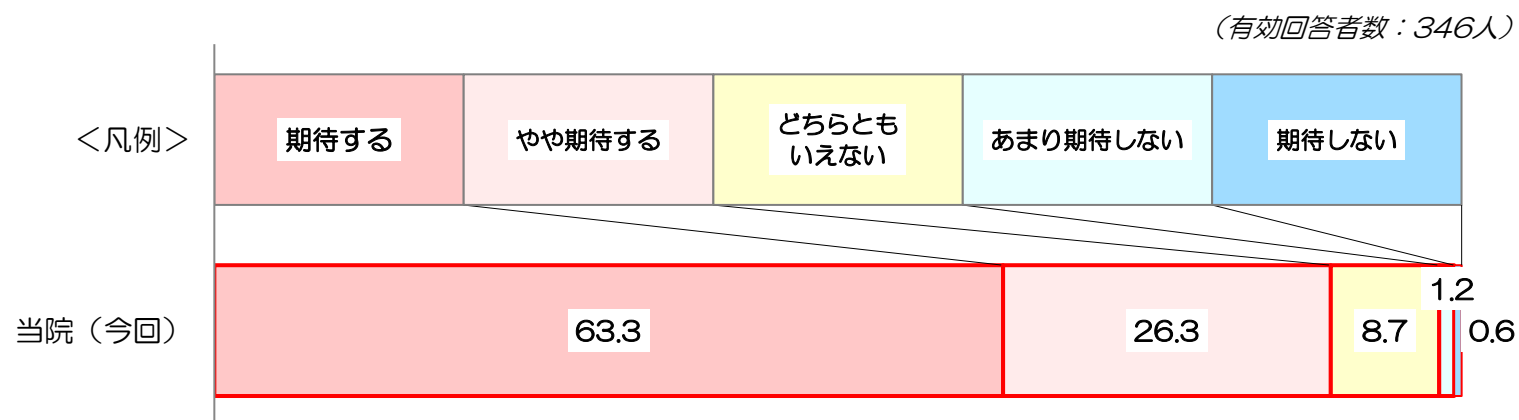 （有効回答者数：346人）
＜凡例＞
期待する
やや期待する
どちらとも
いえない
あまり期待しない
期待しない
当院（今回）
63.3
26.3
8.7
1.2
0.6